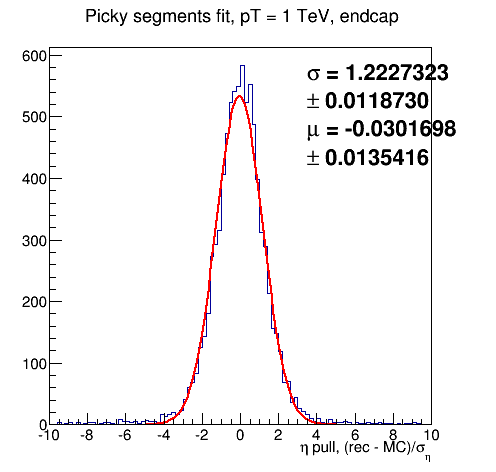 Picky segments fit, pT = 1 TeV, endcap
σ = 1.2227323
± 0.0118730
μ = -0.0301698
± 0.0135416
600
500
400
300
200
100
0
-10 -8 -6 -4 -2 0 2 4 6 8 10
η pull, (rec - MC)/ση